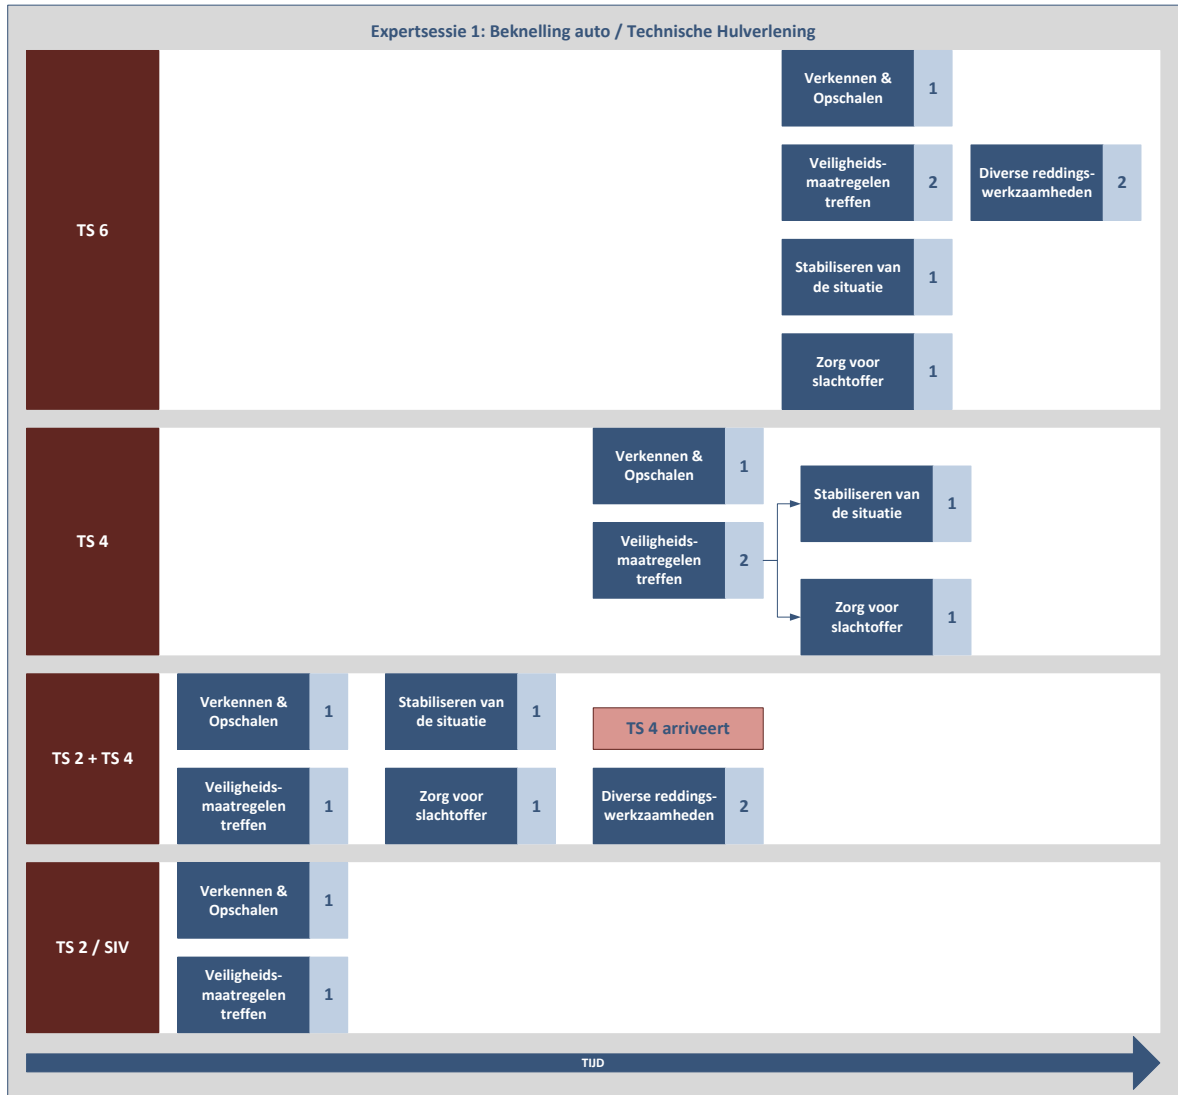 Expertsessie 1: Beknelling auto / Technische Hulverlening
TS 6
Verkennen &
Opschalen
1
Veiligheids-
maatregelen
treffen
2
Diverse reddings-
werkzaamheden
2
Stabiliseren van
de situatie
1
Zorg voor
slachtoffer
1
TS 4
Verkennen &
Opschalen
1
Veiligheids-
maatregelen
treffen
2
Stabiliseren van
de situatie
1
Zorg voor
slachtoffer
1
TS 2 + TS 4
Verkennen &
Opschalen
1
Stabiliseren van
de situatie
1
TS 4 arriveert
Veiligheids-
maatregelen
treffen
1
Zorg voor
slachtoffer
1
Diverse reddings-
werkzaamheden
2
TS 2 / SIV
Verkennen &
Opschalen
1
Veiligheids-
maatregelen
treffen
1
TIJD